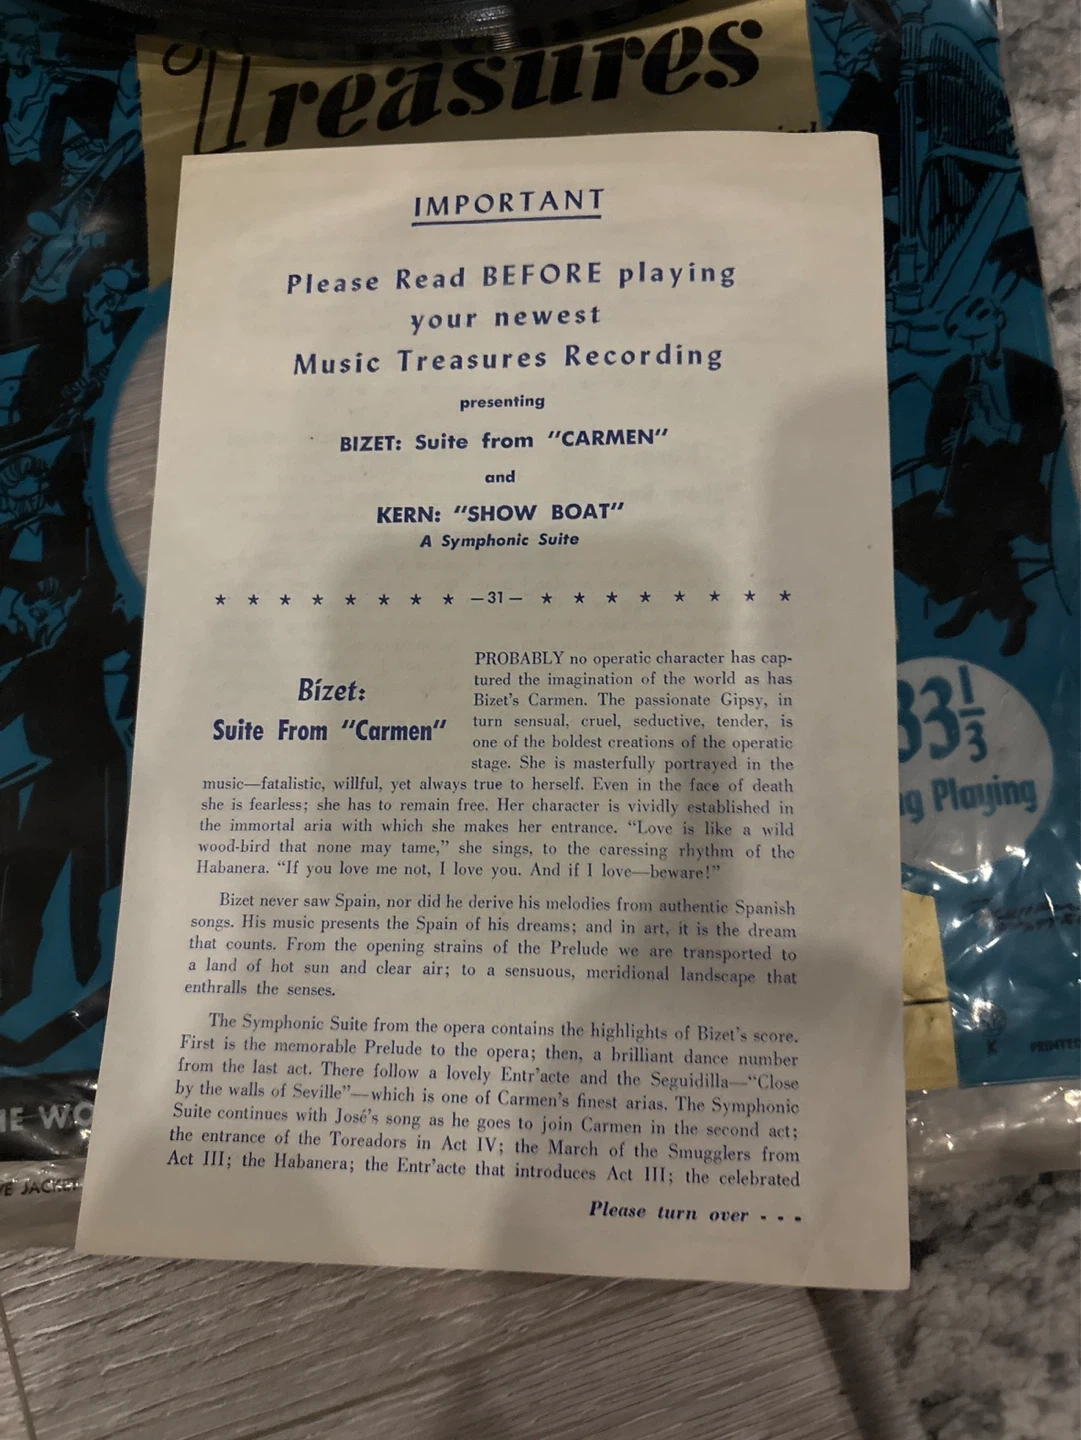 Treasures
IMPORTANT
Please Read BEFORE playing
your newest
Music Treasures Recording
presenting
BIZET: Suite from "CARMEN"
and
KERN: "SHOW BOAT"
A Symphonic Suite
* * * * * * * * —31— * * * * * * * *
Bizet:
Suite From "Carmen"
PROBABLY no operatic character has cap-
tured the imagination of the world as has
Bizet's Carmen. The passionate Gipsy, in
turn sensual, cruel, seductive, tender, is
one of the boldest creations of the operatic
stage. She is masterfully portrayed in the
music—fatalistic, willful, yet always true to herself. Even in the face of death
she is fearless; she has to remain free. Her character is vividly established in
the immortal aria with which she makes her entrance. "Love is like a wild
wood-bird that none may tame," she sings, to the caressing rhythm of the
Habanera. "If you love me not, I love you. And if I love—beware!"
Bizet never saw Spain, nor did he derive his melodies from authentic Spanish
songs. His music presents the Spain of his dreams; and in art, it is the dream
that counts. From the opening strains of the Prelude we are transported to
a land of hot sun and clear air; to a sensuous, meridional landscape that
enthralls the senses.
The Symphonic Suite from the opera contains the highlights of Bizet's score.
First is the memorable Prelude to the opera; then, a brilliant dance number
from the last act. There follow a lovely Entr'acte and the Seguidilla—"Close
by the walls of Seville"—which is one of Carmen's finest arias. The Symphonic
Suite continues with José's song as he goes to join Carmen in the second act;
the entrance of the Toreadors in Act IV; the March of the Smugglers from
Act III; the Habanera; the Entr'acte that introduces Act III; the celebrated
Please turn over - - -
33 1/3
g Playing
K
PRINTED
HE WO
VE JACKET